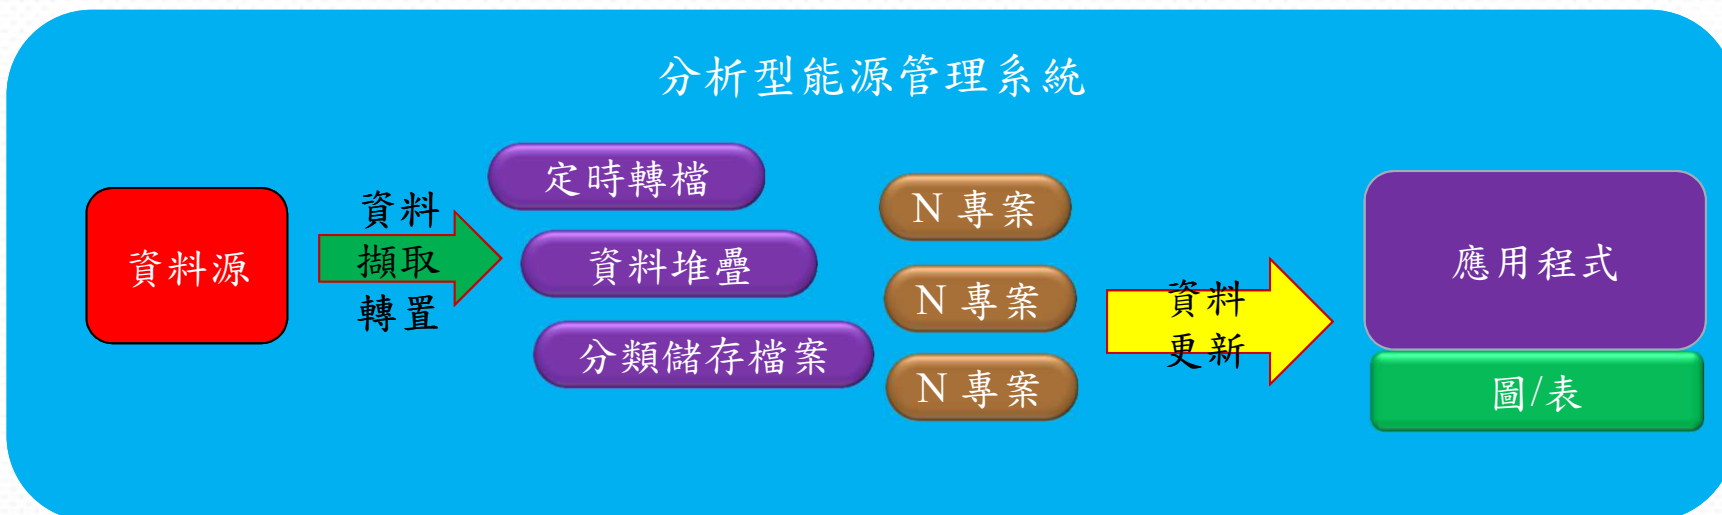 分析型能源管理系統
資料源
資料
擷取
轉置
定時轉檔
資料堆疊
分類儲存檔案
N 專案
N 專案
N 專案
資料
更新
應用程式
圖/表